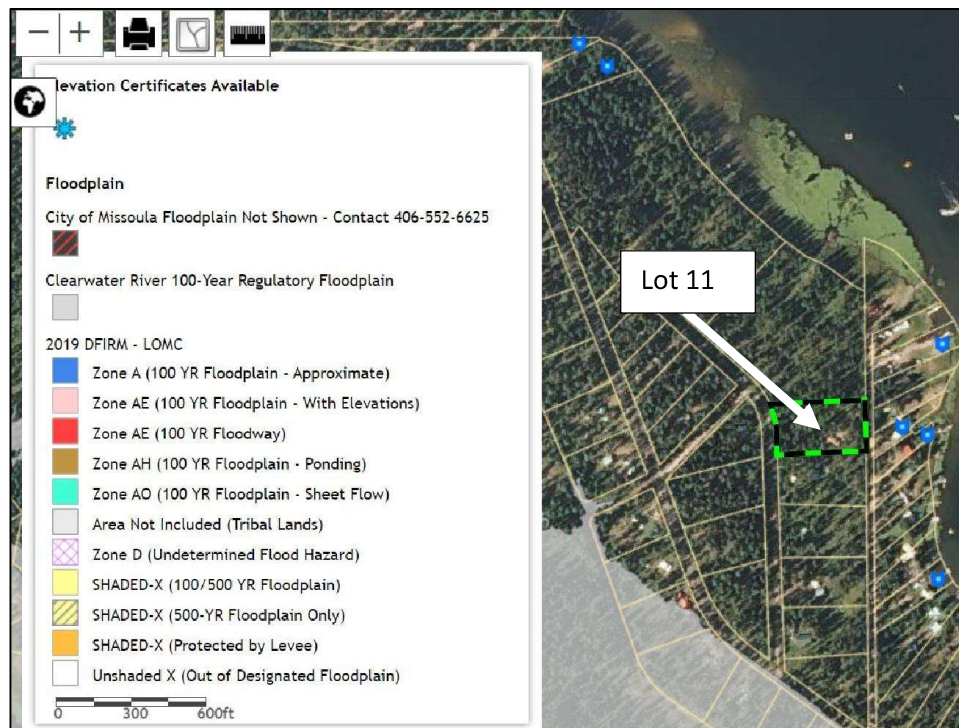 − +
levation Certificates Available
Floodplain
City of Missoula Floodplain Not Shown - Contact 406-552-6625
Clearwater River 100-Year Regulatory Floodplain
2019 DFIRM - LOMC
Zone A (100 YR Floodplain - Approximate)
Zone AE (100 YR Floodplain - With Elevations)
Zone AE (100 YR Floodway)
Zone AH (100 YR Floodplain - Ponding)
Zone AO (100 YR Floodplain - Sheet Flow)
Area Not Included (Tribal Lands)
Zone D (Undetermined Flood Hazard)
SHADED-X (100/500 YR Floodplain)
SHADED-X (500-YR Floodplain Only)
SHADED-X (Protected by Levee)
Unshaded X (Out of Designated Floodplain)
0 300 600ft
Lot 11